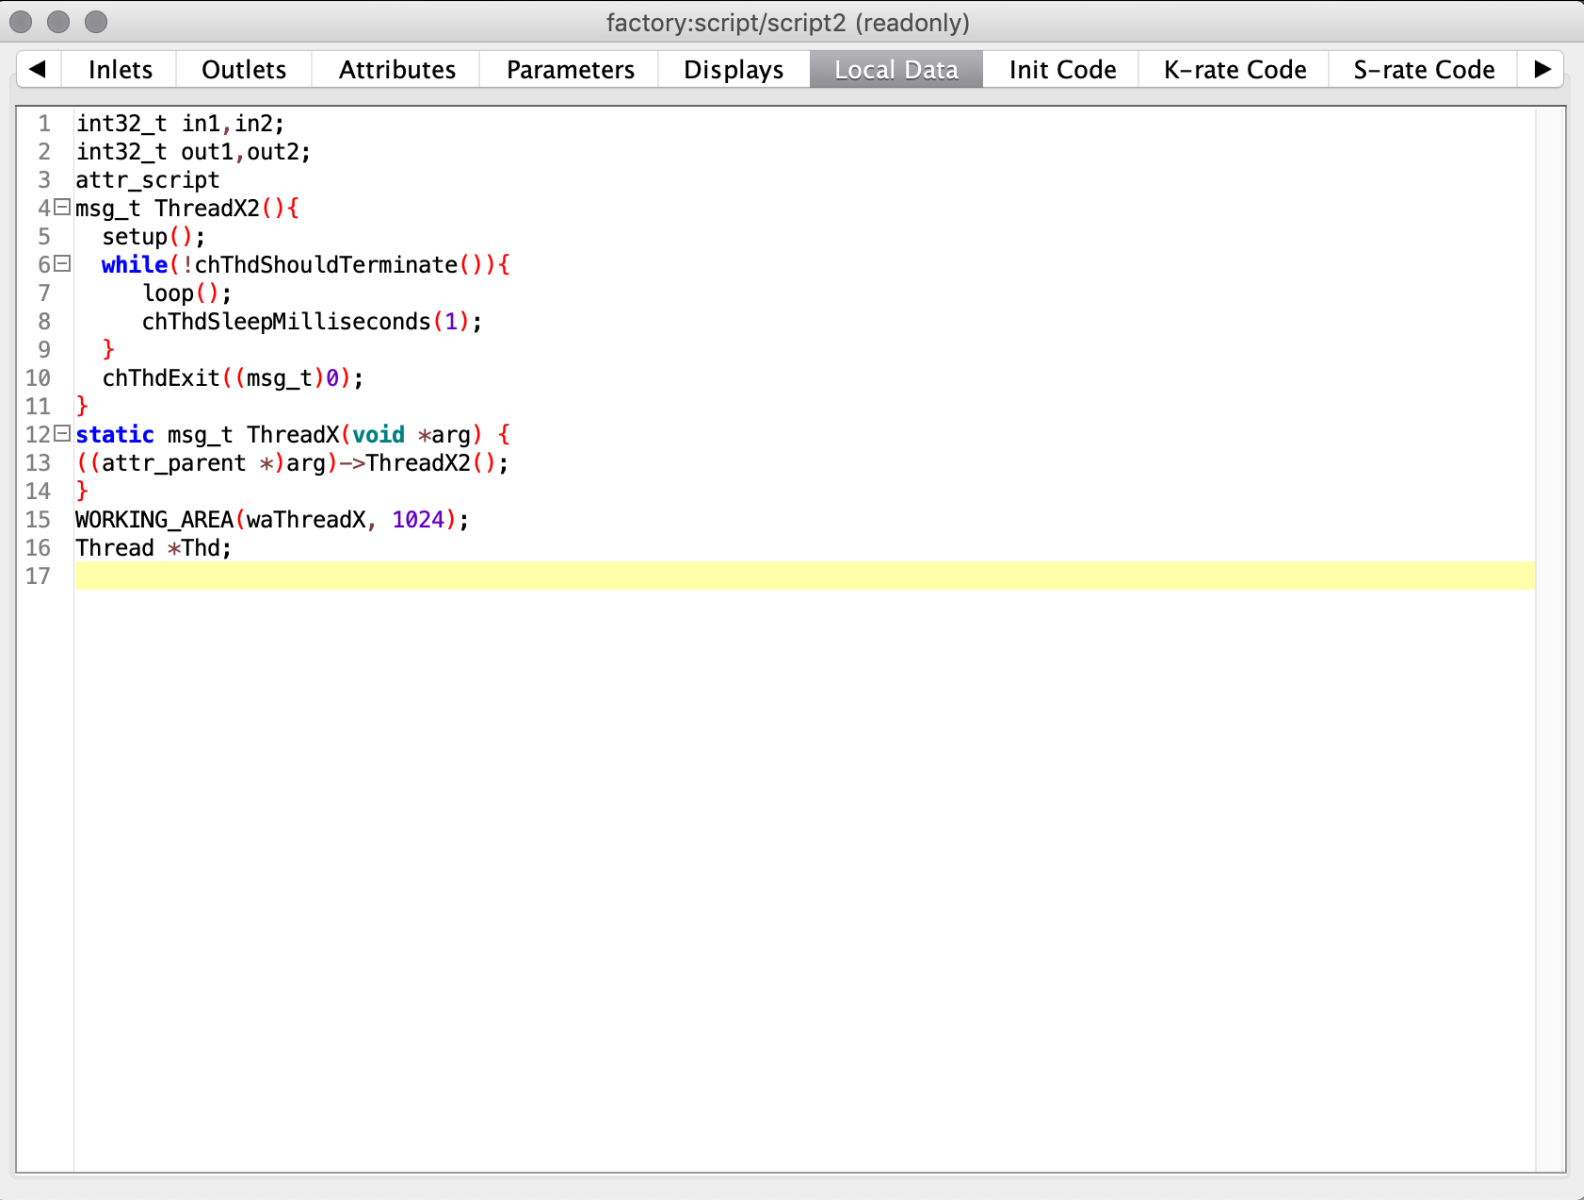 factory:script/script2 (readonly)
◀ Inlets Outlets Attributes Parameters Displays Local Data Init Code K-rate Code S-rate Code ▶
1 int32_t in1,in2;
2 int32_t out1,out2;
3 attr_script
4 msg_t ThreadX2(){
5   setup();
6   while(!chThdShouldTerminate()){
7      loop();
8      chThdSleepMilliseconds(1);
9   }
10   chThdExit((msg_t)0);
11 }
12 static msg_t ThreadX(void *arg) {
13 ((attr_parent *)arg)->ThreadX2();
14 }
15 WORKING_AREA(waThreadX, 1024);
16 Thread *Thd;
17